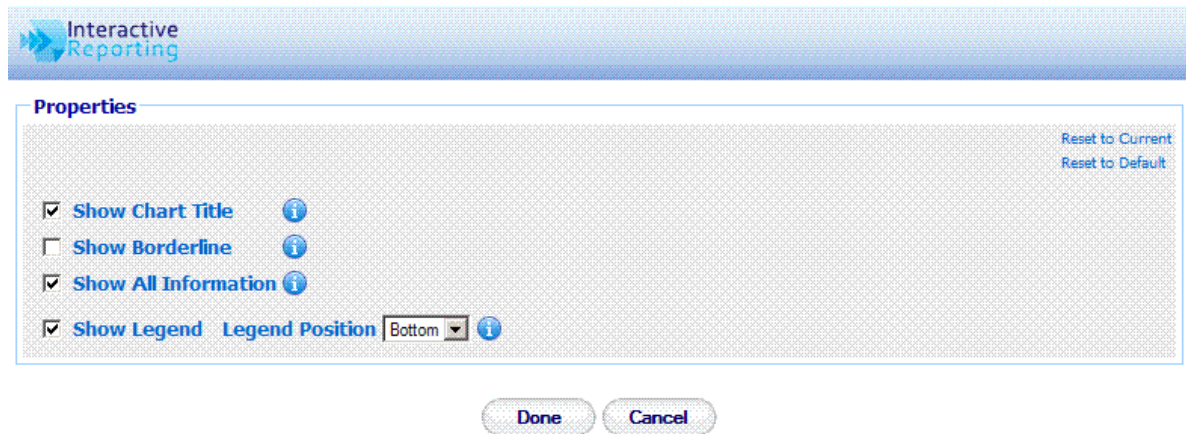 Interactive
Reporting
Properties
Reset to Current
Reset to Default
Show Chart Title
Show Borderline
Show All Information
Show Legend Legend Position Bottom
Done Cancel